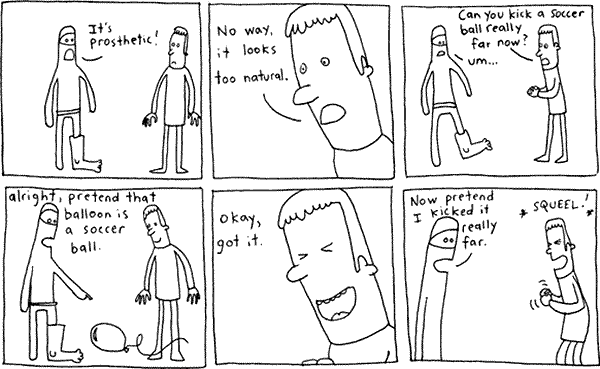 It's
prosthetic!
No way,
it looks
too natural.
Can you kick a soccer
ball really
far now?
um...
alright, pretend that
balloon is
a soccer
ball.
okay,
got it.
Now pretend
I kicked it
really
far.
* SQUEEL! *